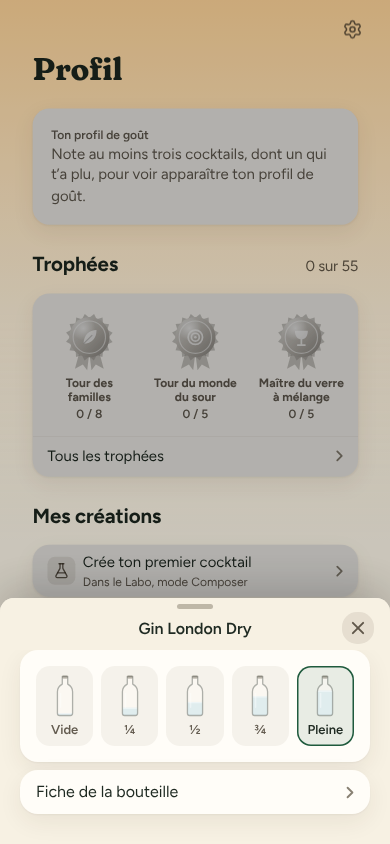 Profil
Ton profil de goût
Note au moins trois cocktails, dont un qui
t'a plu, pour voir apparaître ton profil de
goût.
Trophées
0 sur 55
Tour des
familles
0 / 8
Tour du monde
du sour
0 / 5
Maître du verre
à mélange
0 / 5
Tous les trophées
Mes créations
Crée ton premier cocktail
Dans le Labo, mode Composer
Gin London Dry
Vide
¼
½
¾
Pleine
Fiche de la bouteille